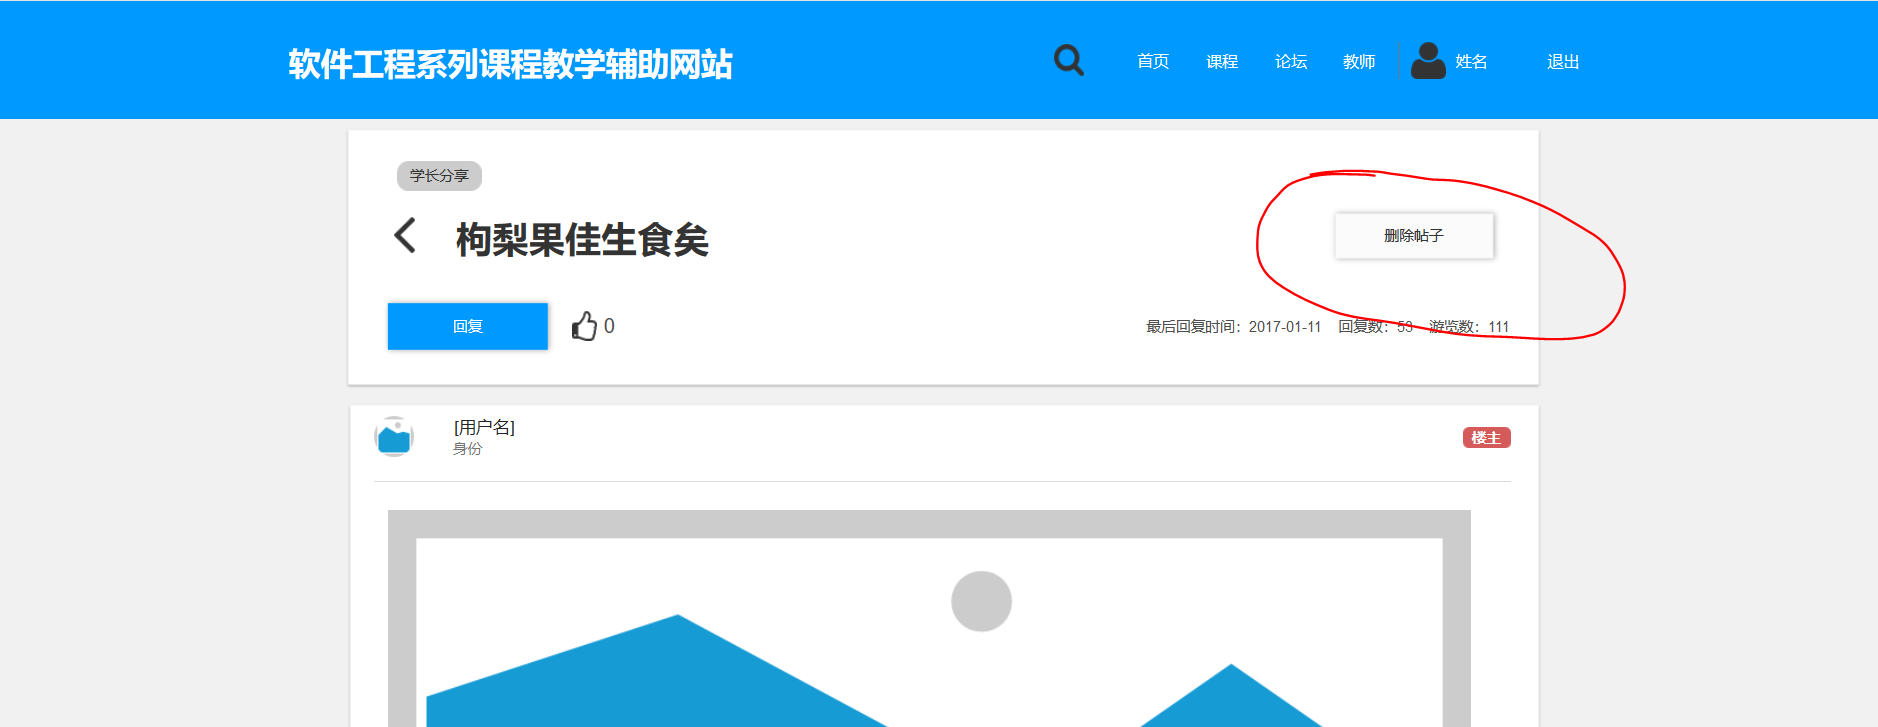 软件工程系列课程教学辅助网站
首页 课程 论坛 教师 姓名 退出
学长分享
枸梨果佳生食矣
删除帖子
回复 0 最后回复时间：2017-01-11 回复数：53 游览数：111
[用户名]
身份
楼主